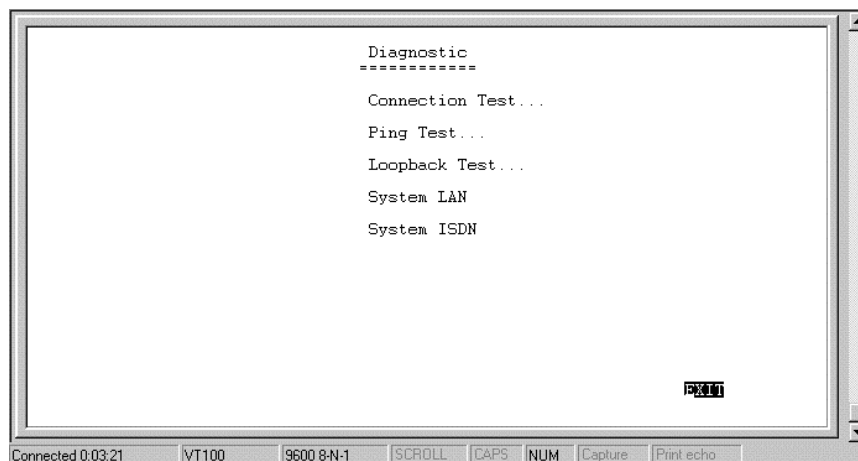 Diagnostic
============
Connection Test...
Ping Test...
Loopback Test...
System LAN
System ISDN
EXIT
Connected 0:03:21 VT100 9600 8-N-1 SCROLL CAPS NUM Capture Print echo